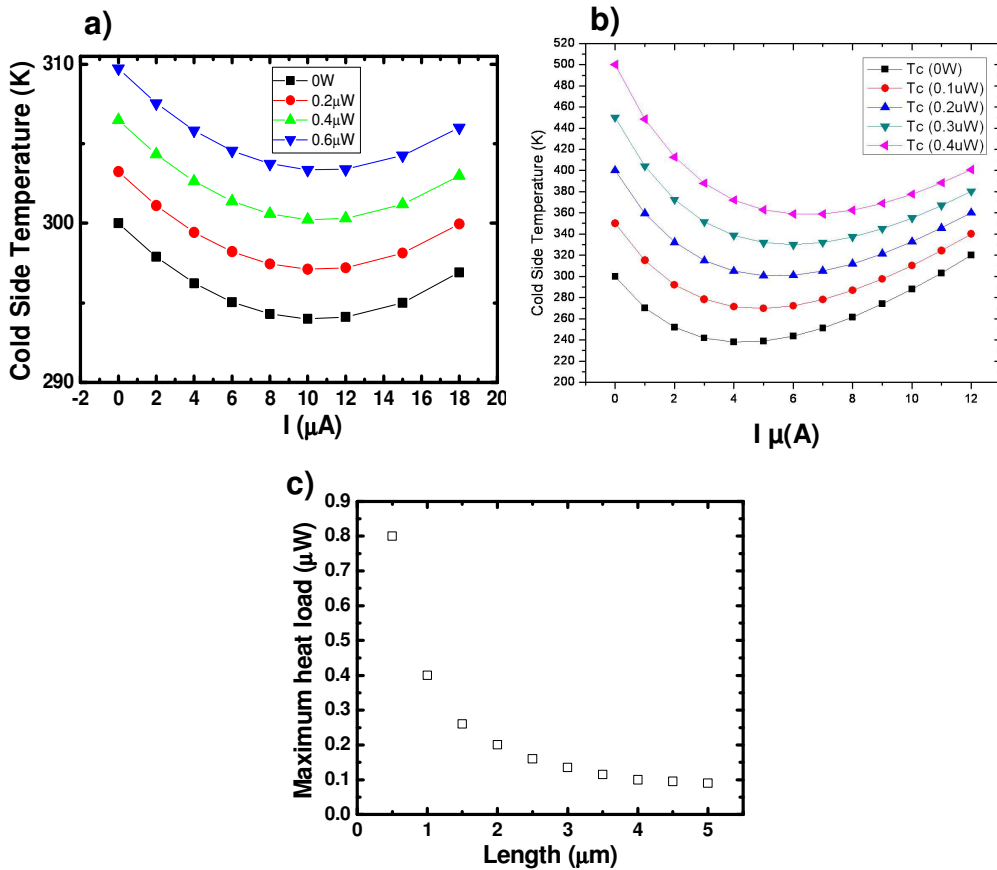 a)
310
300
290
Cold Side Temperature (K)
0W
0.2μW
0.4μW
0.6μW
-2 0 2 4 6 8 10 12 14 16 18 20
I (μA)
b)
520
500
480
460
440
420
400
380
360
340
320
300
280
260
240
220
200
Cold Side Temperature (K)
Tc (0W)
Tc (0.1uW)
Tc (0.2uW)
Tc (0.3uW)
Tc (0.4uW)
0 2 4 6 8 10 12
I μ(A)
c)
0.9
0.8
0.7
0.6
0.5
0.4
0.3
0.2
0.1
0.0
Maximum heat load (μW)
0 1 2 3 4 5
Length (μm)